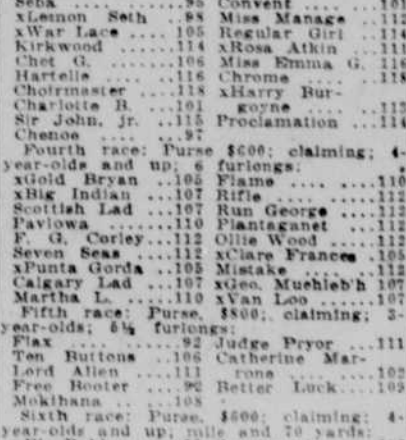 Seba .... 95 Convent .... 101
xLemon Seth .. 98 Miss Manage .. 112
xWar Lace .... 105 Regular Girl .. 114
Kirkwood .... 114 xRosa Atkin ... 111
Chet G. .... 106 Miss Emma G. 116
Hartelle .... 116 Chrome .... 118
Choirmaster .. 118 xHarry Bur-
Charlotte B. .. 101 goyne .... 113
Sir John, jr. .. 115 Proclamation .. 114
Chenoe .... 97
Fourth race: Purse $600; claiming; 4-
year-olds and up; 6 furlongs:
xGold Bryan .. 105 Flame .... 110
xBig Indian ... 107 Rifle .... 112
Scottish Lad .. 107 Run George ... 112
Pavlowa .... 110 Plantaganet ... 112
F. G. Corley .. 112 Ollie Wood ... 112
Seven Seas ... 112 xClare Frances . 105
xPunta Gorda .. 105 Mistake .... 112
Calgary Lad .. 107 xGeo. Muehleb'h 107
Martha L. .... 110 xVan Loo .... 107
Fifth race: Purse, $800; claiming; 3-
year-olds; 5½ furlongs:
Flax .... 92 Judge Pryor ... 111
Ten Buttons .. 106 Catherine Mar-
Lord Allen .... 111 rone .... 102
Free Booter ... 92 Better Luck .... 109
Mokihana .. 108
Sixth race: Purse, $600; claiming; 4-
year-olds and up; mile and 70 yards: